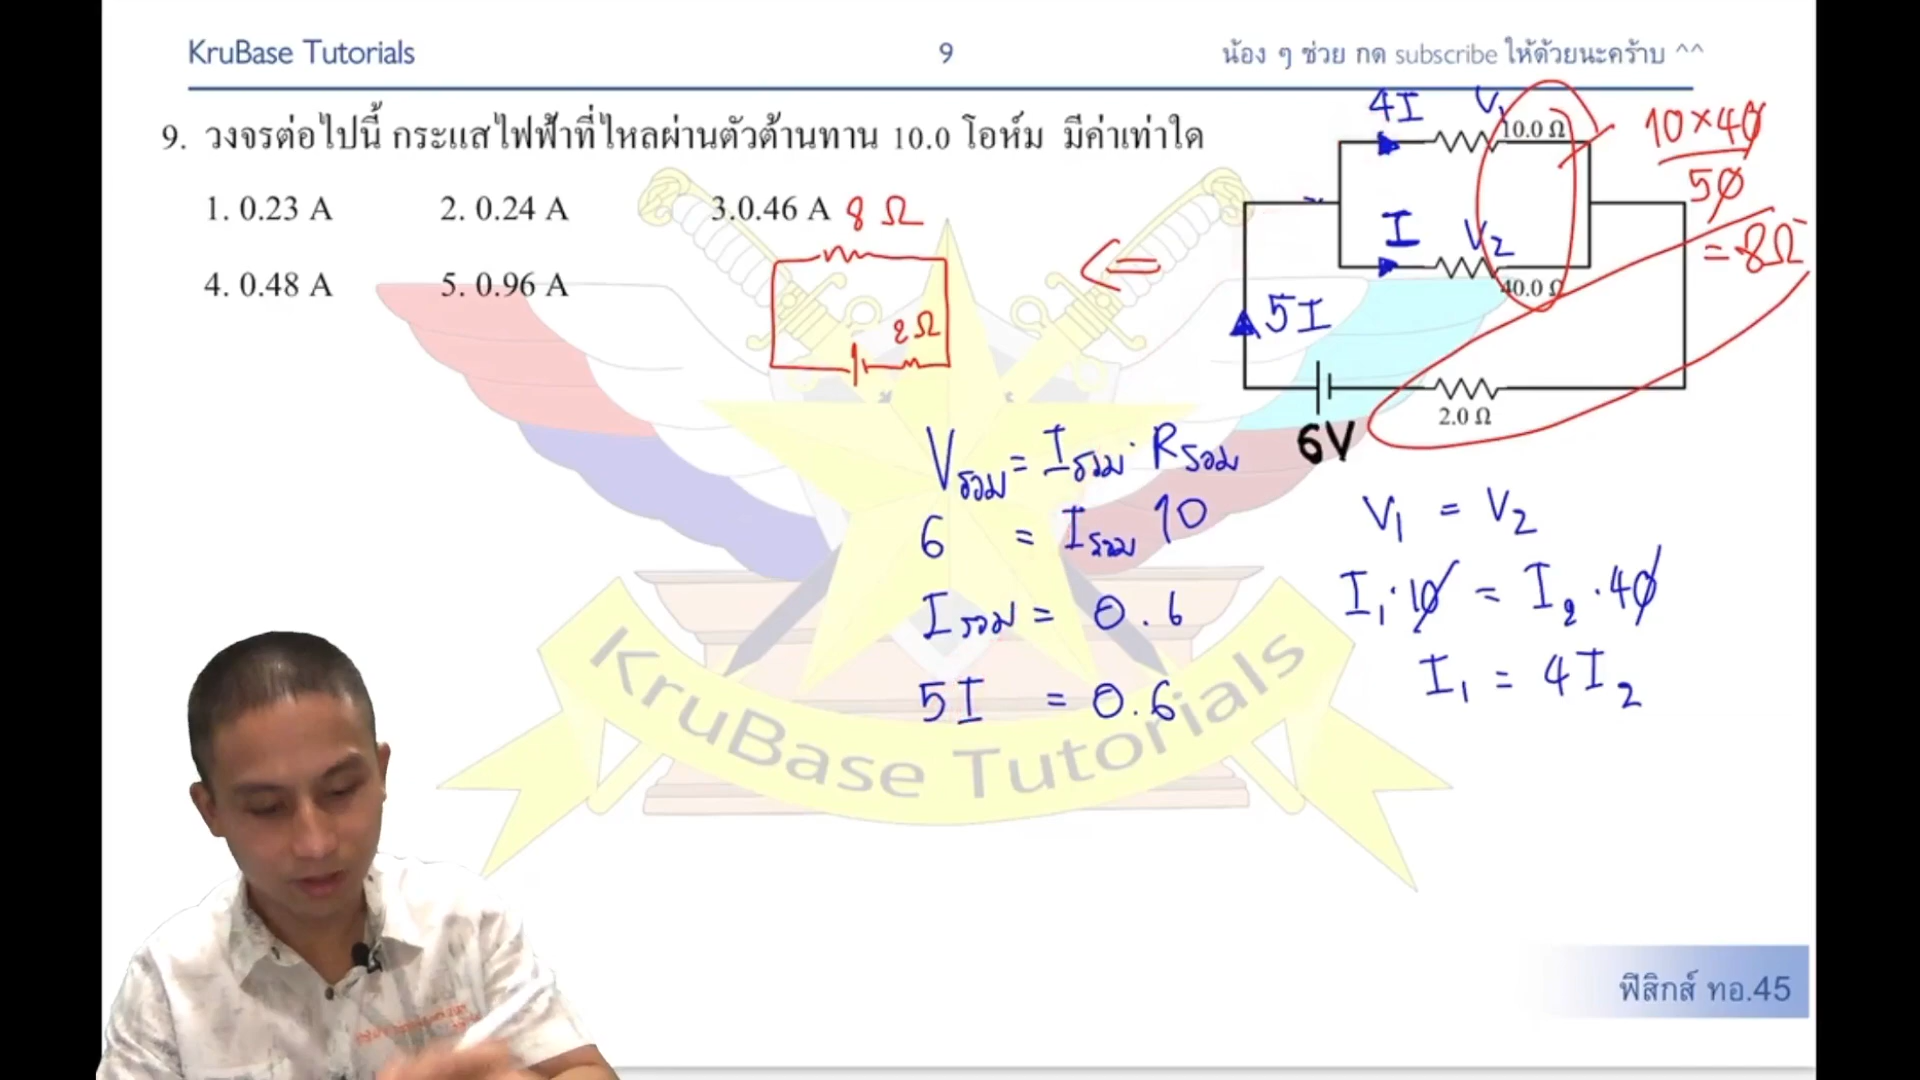 KruBase Tutorials
9
น้อง ๆ ช่วย กด subscribe ให้ด้วยนะคร้าบ ^^
9. วงจรต่อไปนี้ กระแสไฟฟ้าที่ไหลผ่านตัวต้านทาน 10.0 โอห์ม มีค่าเท่าใด
1. 0.23 A
2. 0.24 A
3.0.46 A
4. 0.48 A
5. 0.96 A
8 Ω
2Ω
<=
4I
V₁
10.0 Ω
I
V₂
40.0 Ω
5I
6V
2.0 Ω
10×40
50
= 8Ω
Vรวม = Iรวม · Rรวม
6 = Iรวม 10
Iรวม = 0.6
5I = 0.6
V₁ = V₂
I₁·10 = I₂·40
I₁ = 4I₂
KruBase Tutorials
ฟิสิกส์ ทอ.45